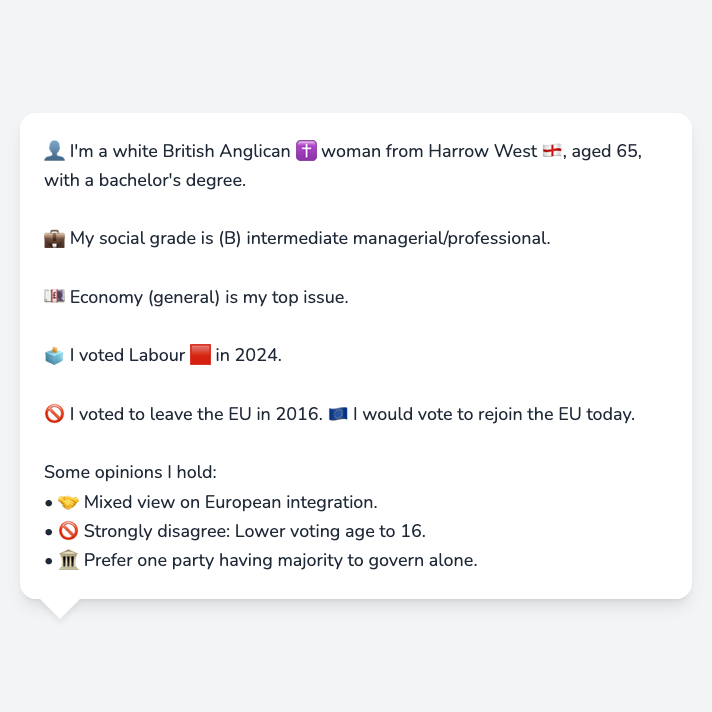 👤 I'm a white British Anglican ✝️ woman from Harrow West 🏴󠁧󠁢󠁥󠁮󠁧󠁿, aged 65,
with a bachelor's degree.
💼 My social grade is (B) intermediate managerial/professional.
💷 Economy (general) is my top issue.
🗳️ I voted Labour 🟥 in 2024.
🚫 I voted to leave the EU in 2016. 🇪🇺 I would vote to rejoin the EU today.
Some opinions I hold:
• 🤝 Mixed view on European integration.
• 🚫 Strongly disagree: Lower voting age to 16.
• 🏛️ Prefer one party having majority to govern alone.